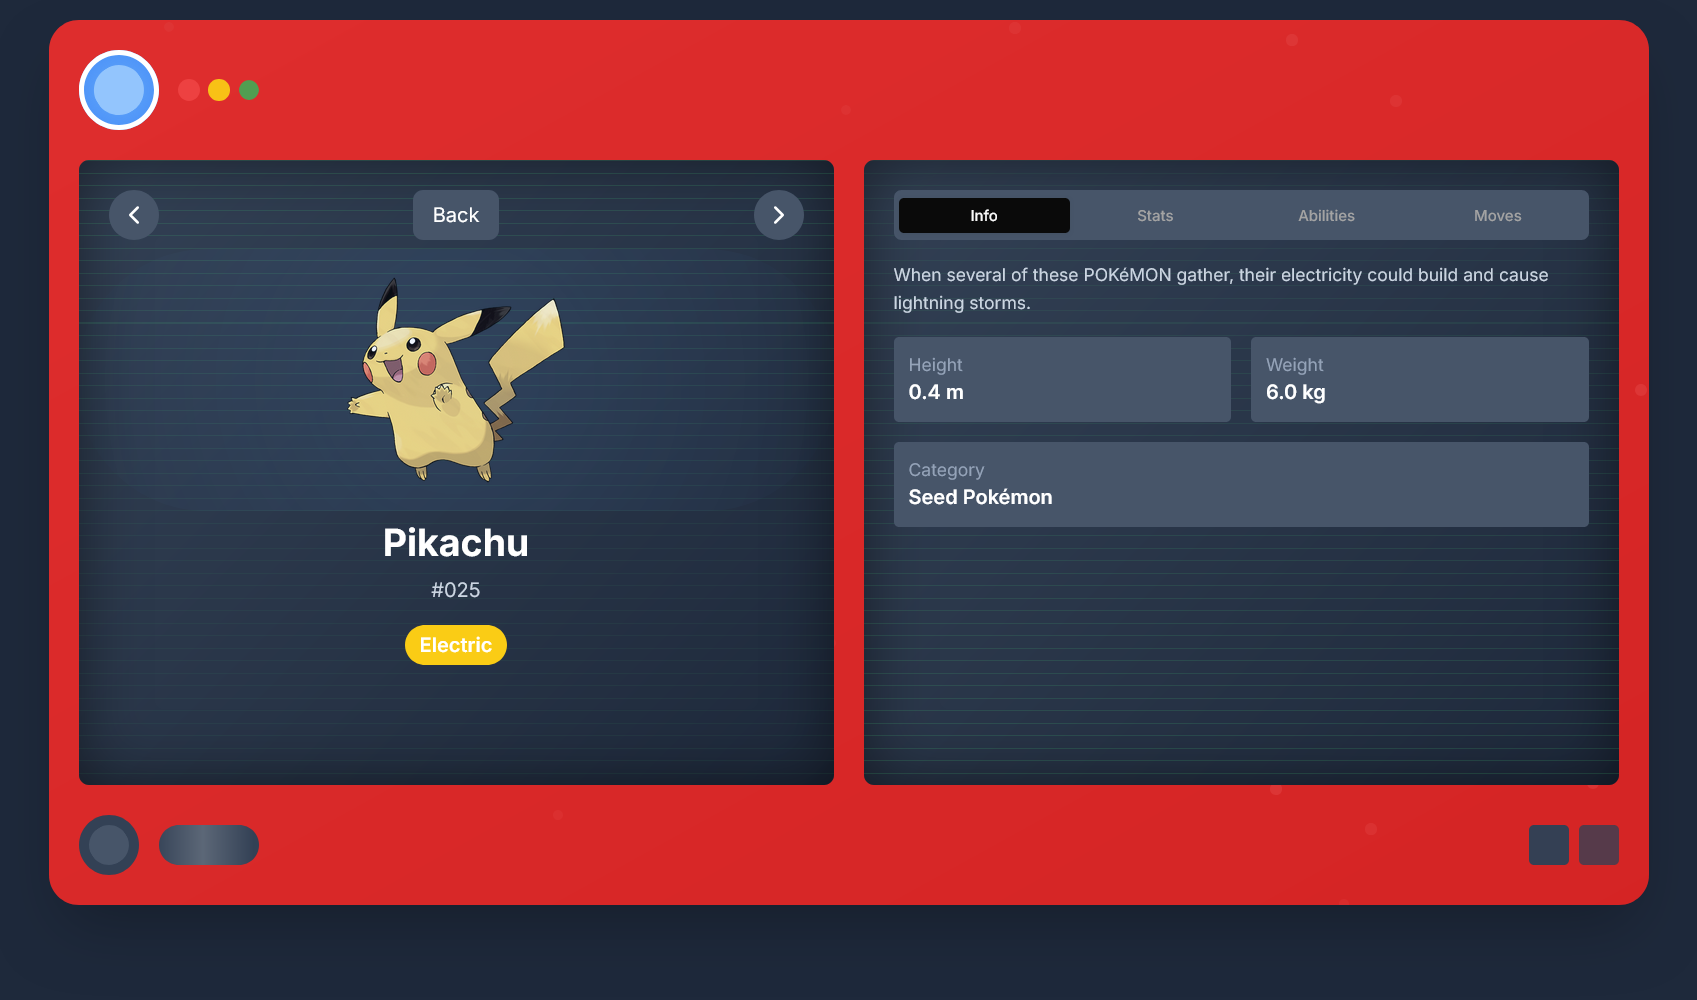 Back
Pikachu
#025
Electric
Info
Stats
Abilities
Moves
When several of these POKéMON gather, their electricity could build and cause
lightning storms.
Height
0.4 m
Weight
6.0 kg
Category
Seed Pokémon